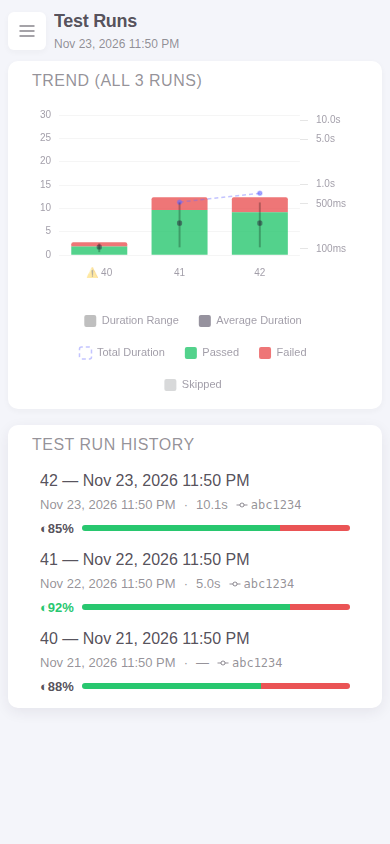 Test Runs
Nov 23, 2026 11:50 PM
TREND (ALL 3 RUNS)
30
25
20
15
10
5
0
10.0s
5.0s
1.0s
500ms
100ms
40
41
42
Duration Range
Average Duration
Total Duration
Passed
Failed
Skipped
TEST RUN HISTORY
42 — Nov 23, 2026 11:50 PM
Nov 23, 2026 11:50 PM · 10.1s abc1234
85%
41 — Nov 22, 2026 11:50 PM
Nov 22, 2026 11:50 PM · 5.0s abc1234
92%
40 — Nov 21, 2026 11:50 PM
Nov 21, 2026 11:50 PM · — abc1234
88%